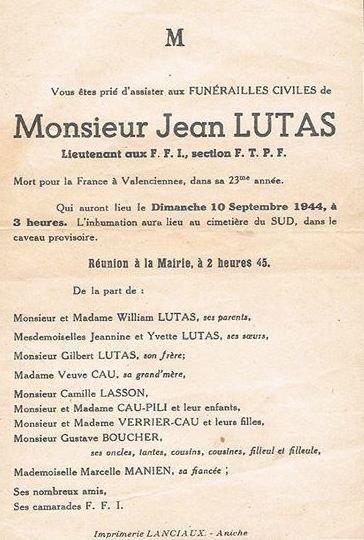 M
Vous êtes prié d'assister aux FUNÉRAILLES CIVILES de
Monsieur Jean LUTAS
Lieutenant aux F. F. I., section F. T. P. F.
Mort pour la France à Valenciennes, dans sa 23me année.
Qui auront lieu le Dimanche 10 Septembre 1944, à
3 heures. L'inhumation aura lieu au cimetière du SUD, dans le
caveau provisoire.
Réunion à la Mairie, à 2 heures 45.
De la part de :
Monsieur et Madame William LUTAS, ses parents,
Mesdemoiselles Jeannine et Yvette LUTAS, ses sœurs,
Monsieur Gilbert LUTAS, son frère;
Madame Veuve CAU, sa grand'mère,
Monsieur Camille LASSON,
Monsieur et Madame CAU-PILI et leur enfants,
Monsieur et Madame VERRIER-CAU et leurs filles,
Monsieur Gustave BOUCHER,
ses oncles, tantes, cousins, cousines, filleul et filleule,
Mademoiselle Marcelle MANIEN, sa fiancée ;
Ses nombreux amis,
Ses camarades F. F. I.
Imprimerie LANCIAUX. - Aniche